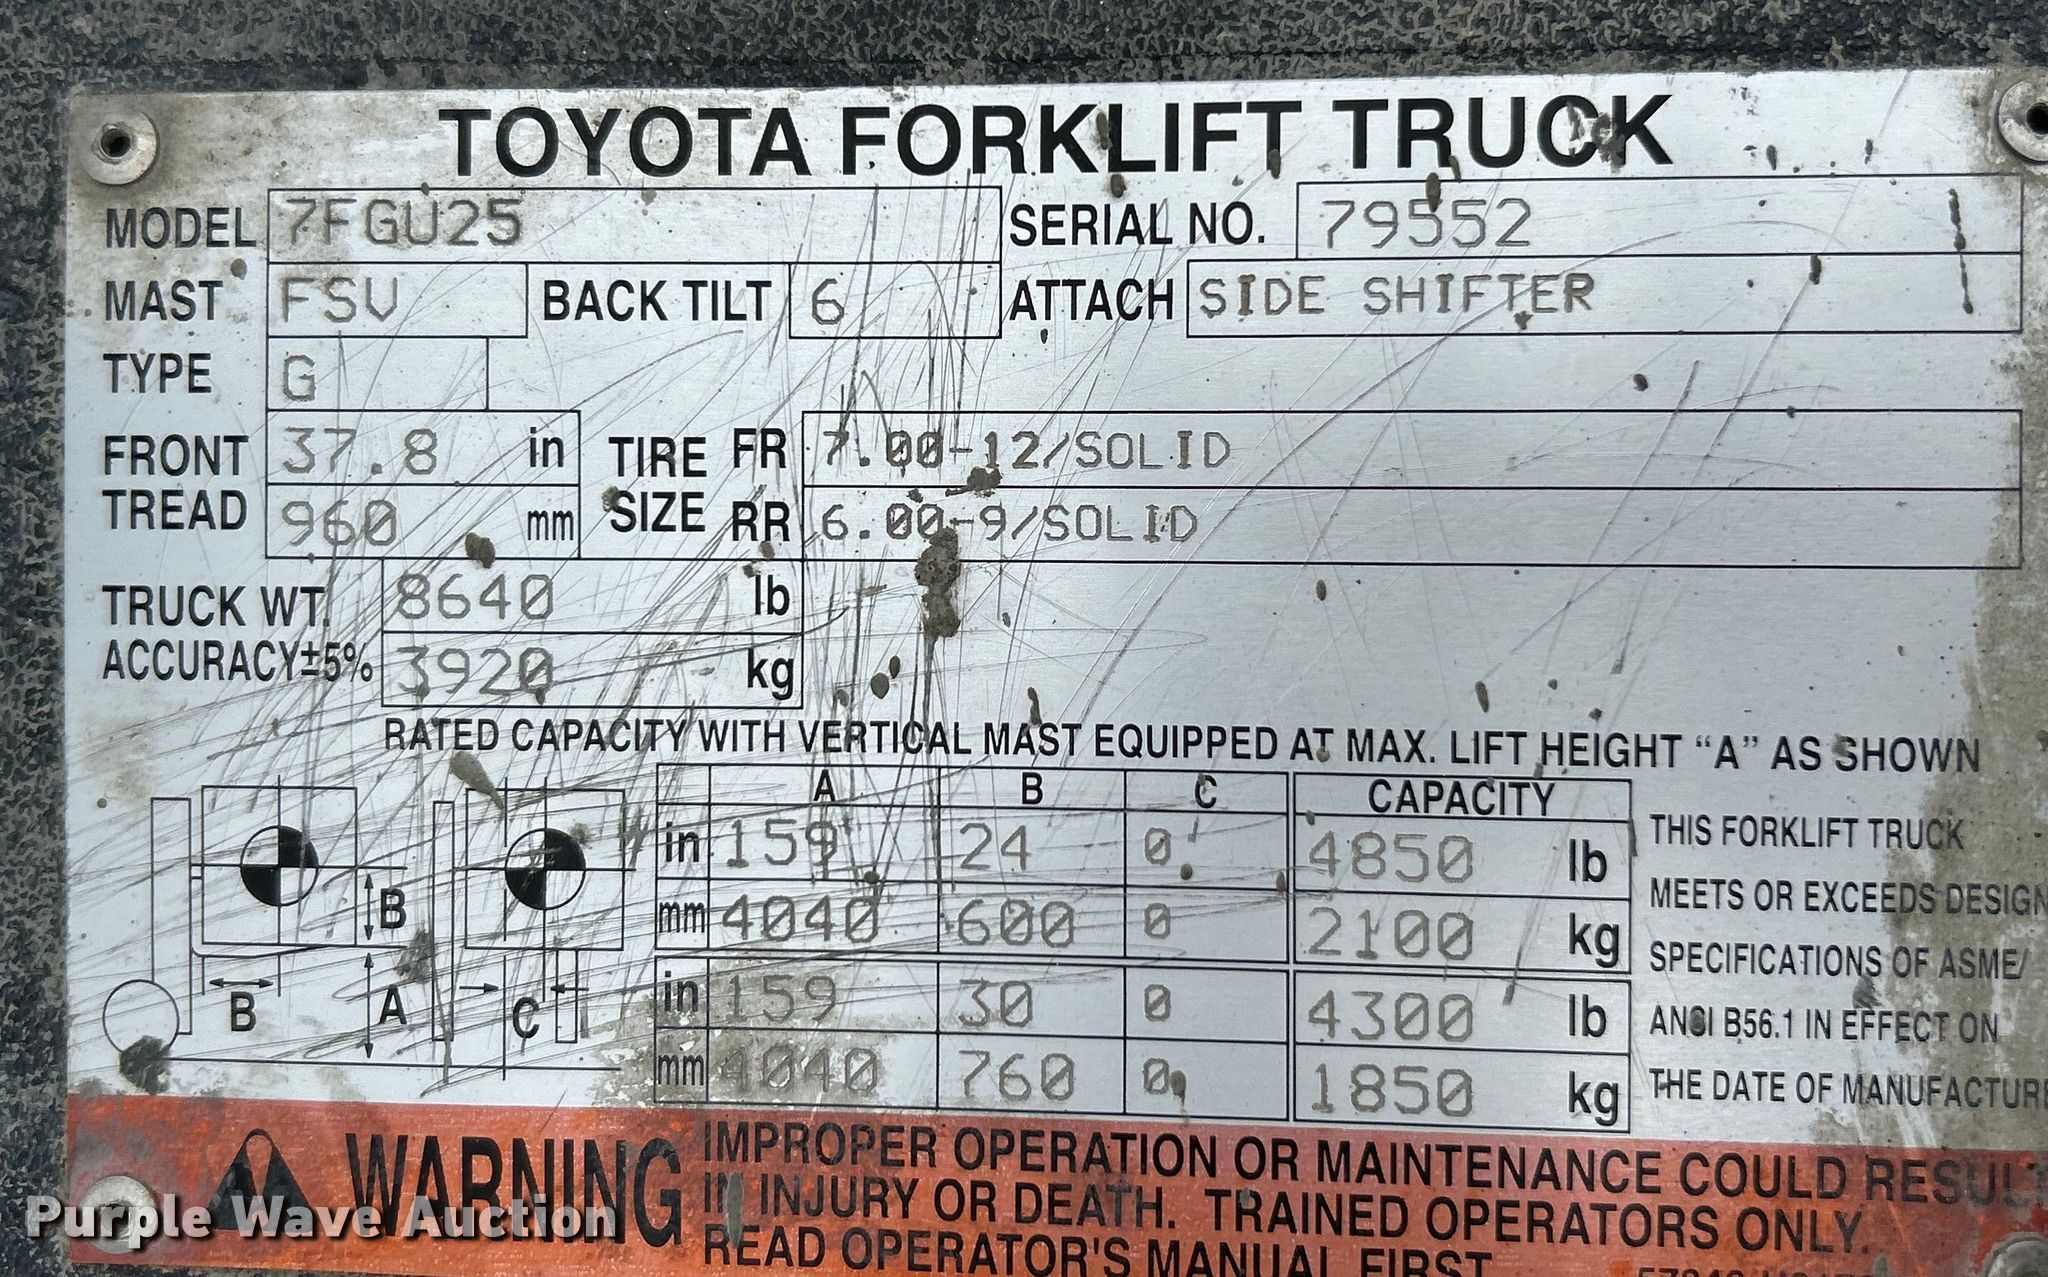 TOYOTA FORKLIFT TRUCK
MODEL 7FGU25 SERIAL NO. 79552
MAST FSV BACK TILT 6 ATTACH SIDE SHIFTER
TYPE G
FRONT TREAD 37.8 in TIRE SIZE FR 7.00-12/SOLID
960 mm RR 6.00-9/SOLID
TRUCK WT. 8640 lb
ACCURACY±5% 3920 kg
RATED CAPACITY WITH VERTICAL MAST EQUIPPED AT MAX. LIFT HEIGHT “A” AS SHOWN
A B C CAPACITY
in 159 24 0 4850 lb
mm 4040 600 0 2100 kg
in 159 30 0 4300 lb
mm 4040 760 0 1850 kg
B
B A C
THIS FORKLIFT TRUCK
MEETS OR EXCEEDS DESIGN
SPECIFICATIONS OF ASME/
ANSI B56.1 IN EFFECT ON
THE DATE OF MANUFACTURE
WARNING
IMPROPER OPERATION OR MAINTENANCE COULD RESULT
IN INJURY OR DEATH. TRAINED OPERATORS ONLY.
READ OPERATOR'S MANUAL FIRST
Purple Wave Auction